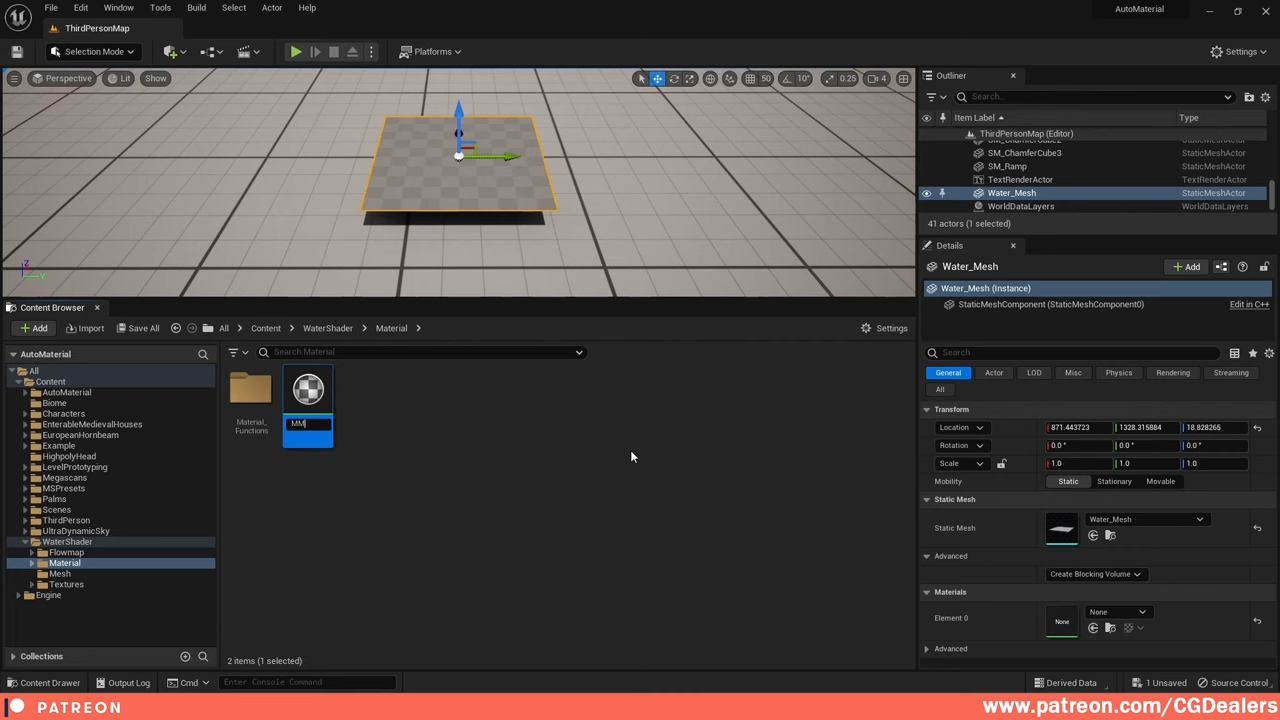 File Edit Window Tools Build Select Actor Help
AutoMaterial
ThirdPersonMap
Selection Mode
Platforms
Settings
Perspective Lit Show
50 10° 0.25 4
Outliner
Search...
Item Label Type
ThirdPersonMap (Editor)
SM_ChamferCube2 StaticMeshActor
SM_ChamferCube3 StaticMeshActor
SM_Ramp StaticMeshActor
TextRenderActor TextRenderActor
Water_Mesh StaticMeshActor
WorldDataLayers WorldDataLayers
41 actors (1 selected)
Details
Water_Mesh
Add
Water_Mesh (Instance)
StaticMeshComponent (StaticMeshComponent0) Edit in C++
Search
General Actor LOD Misc Physics Rendering Streaming
All
Transform
Location 871.443723 1328.315884 18.828265
Rotation 0.0 ° 0.0 ° 0.0 °
Scale 1.0 1.0 1.0
Mobility Static Stationary Movable
Static Mesh
Static Mesh Water_Mesh
Advanced
Create Blocking Volume
Materials
Element 0 None None
Advanced
Content Browser
Add Import Save All All Content WaterShader Material Settings
AutoMaterial
Search Material
All
Content
AutoMaterial
Biome
Characters
EnterableMedievalHouses
EuropeanHornbeam
Example
HighpolyHead
LevelPrototyping
Megascans
MSPresets
Palms
Scenes
ThirdPerson
UltraDynamicSky
WaterShader
Flowmap
Material
Mesh
Textures
Engine
Material_
Functions
MM
Collections
2 items (1 selected)
Content Drawer Output Log Cmd Enter Console Command Derived Data 1 Unsaved Source Control
PATREON
www.patreon.com/CGDealers